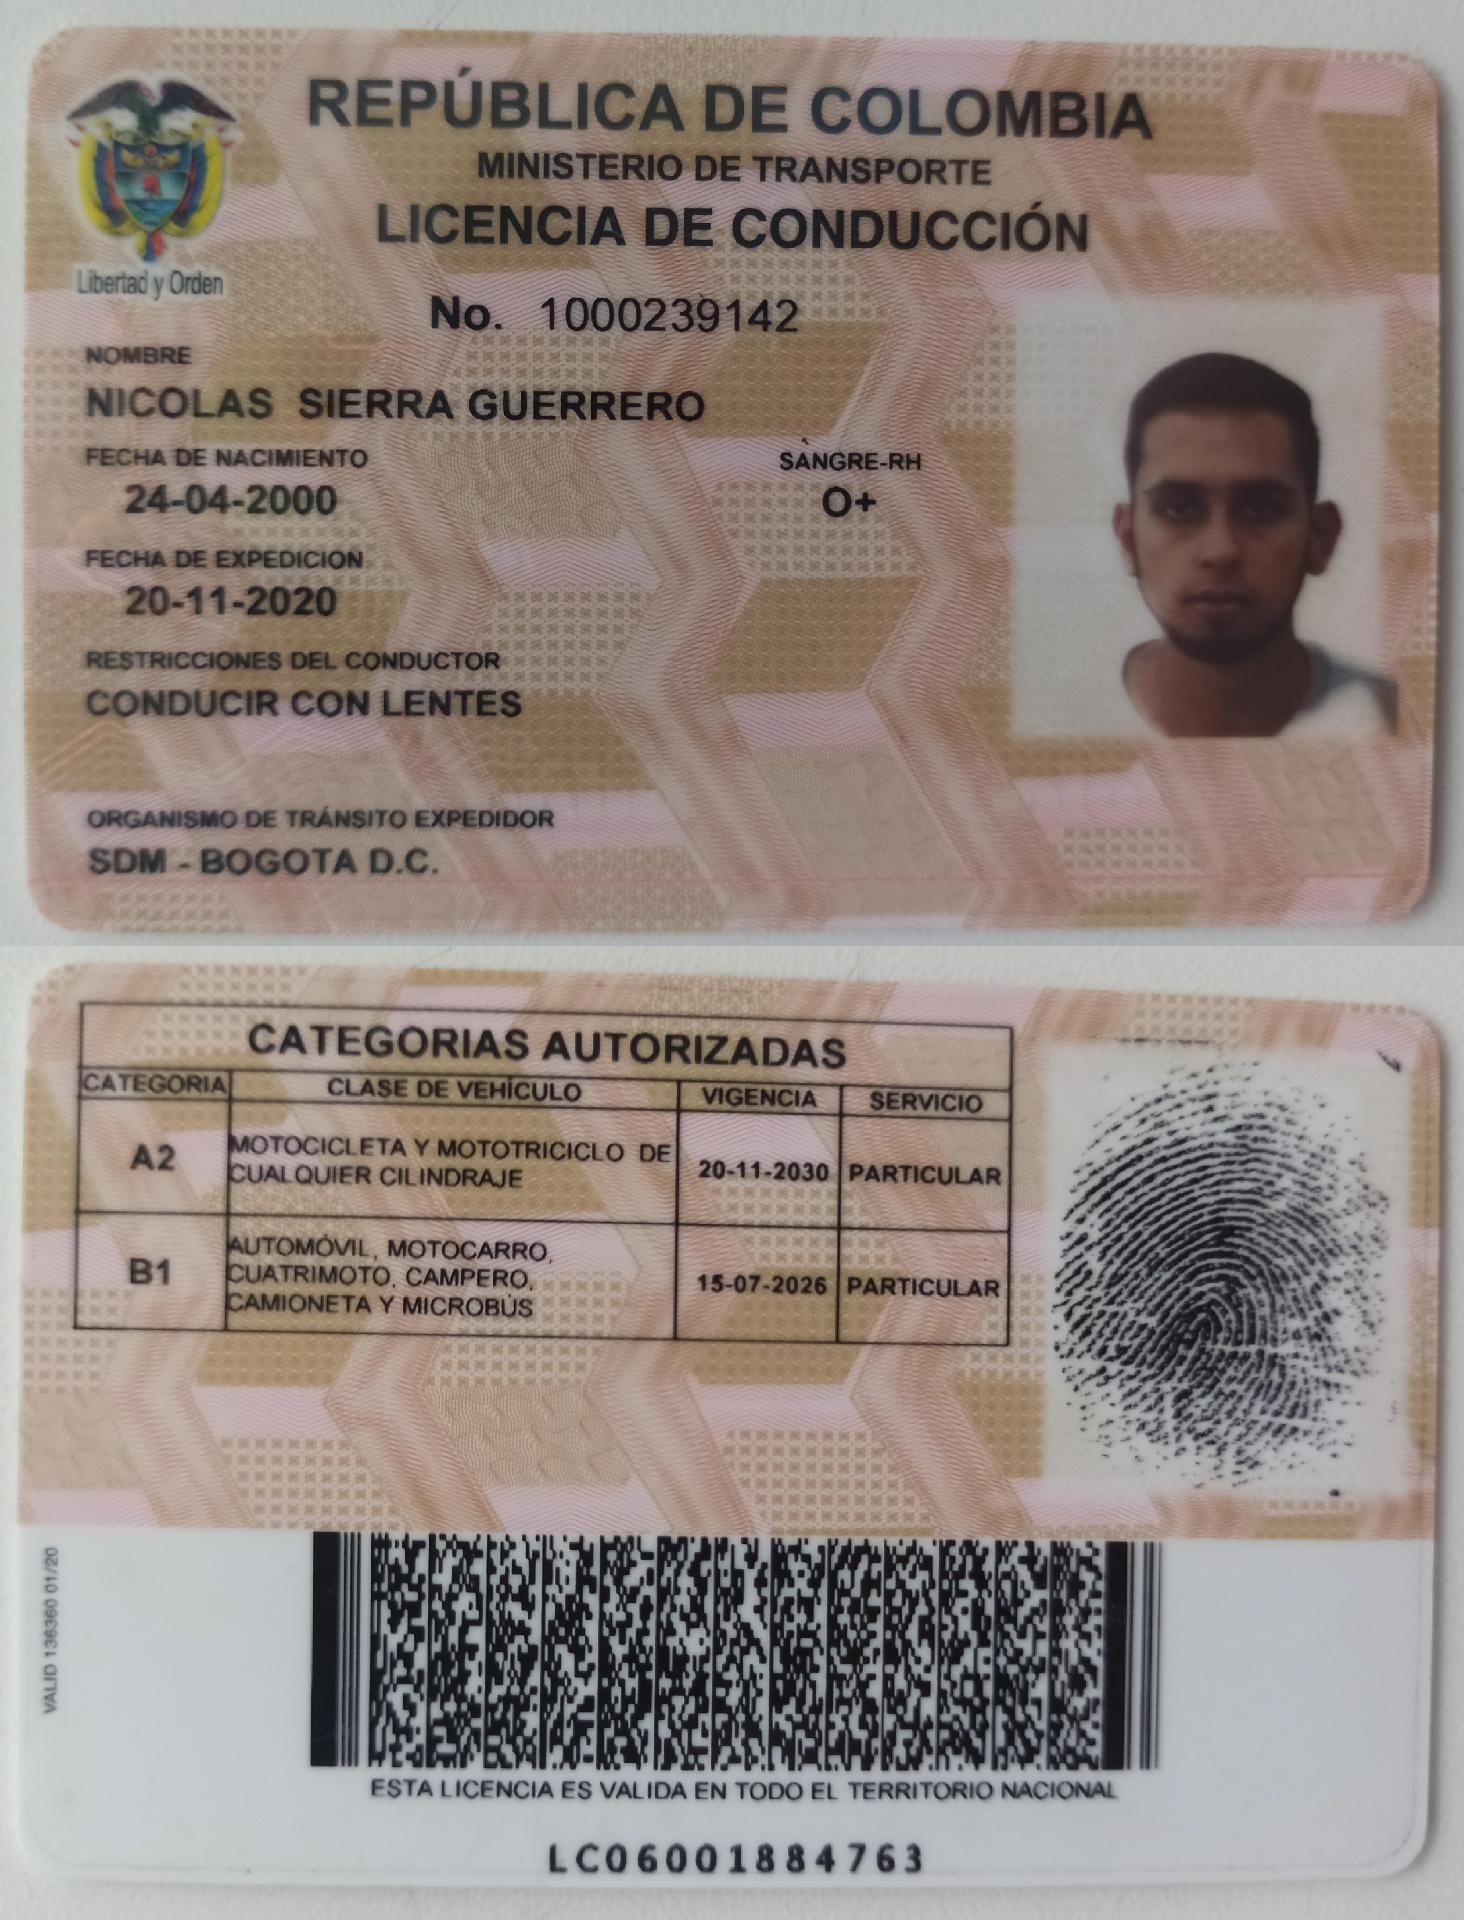 REPÚBLICA DE COLOMBIA
MINISTERIO DE TRANSPORTE
LICENCIA DE CONDUCCIÓN
Libertad y Orden
No. 1000239142
NOMBRE
NICOLAS SIERRA GUERRERO
FECHA DE NACIMIENTO
24-04-2000
SANGRE-RH
O+
FECHA DE EXPEDICION
20-11-2020
RESTRICCIONES DEL CONDUCTOR
CONDUCIR CON LENTES
ORGANISMO DE TRÁNSITO EXPEDIDOR
SDM - BOGOTA D.C.
CATEGORIAS AUTORIZADAS
CATEGORIA CLASE DE VEHÍCULO VIGENCIA SERVICIO
A2 MOTOCICLETA Y MOTOTRICICLO DE
CUALQUIER CILINDRAJE 20-11-2030 PARTICULAR
B1 AUTOMÓVIL, MOTOCARRO,
CUATRIMOTO, CAMPERO, 15-07-2026 PARTICULAR
CAMIONETA Y MICROBÚS
VALID 136360 01/20
ESTA LICENCIA ES VALIDA EN TODO EL TERRITORIO NACIONAL
LC06001884763